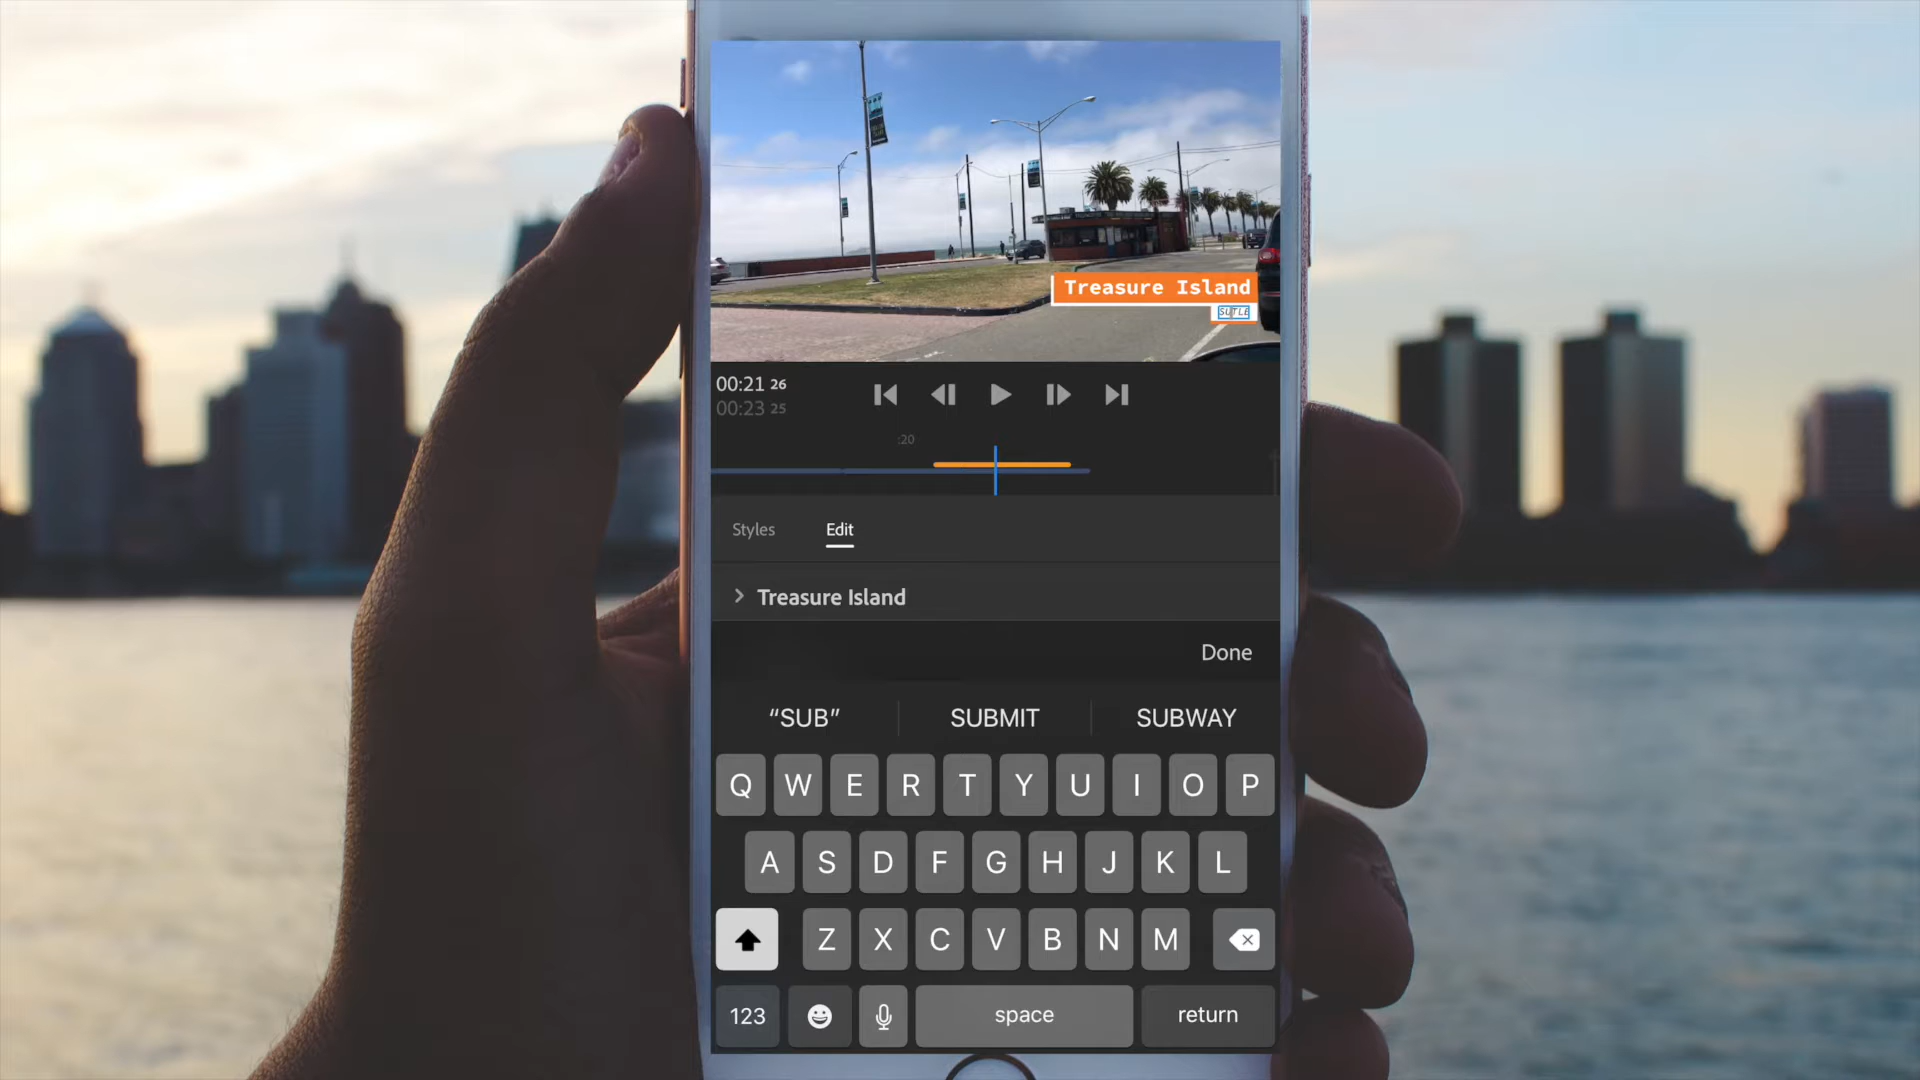 Treasure Island
00:21 26
00:23 25
:20
Styles Edit
Treasure Island
Done
“SUB” SUBMIT SUBWAY
Q W E R T Y U I O P
A S D F G H J K L
Z X C V B N M
123 space return